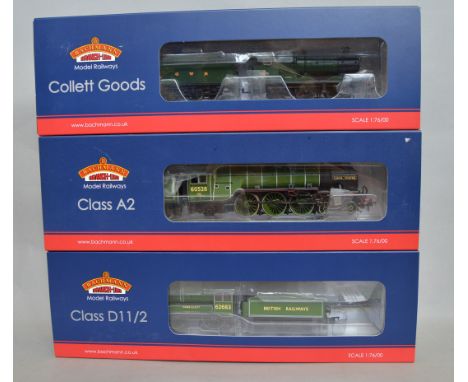 BACHMANN
BRANCH-LINE
Model Railways
Collett Goods
G W R
www.bachmann.co.uk
SCALE 1:76/00
BACHMANN
BRANCH-LINE
Model Railways
Class A2
60528
www.bachmann.co.uk
SCALE 1:76/00
BACHMANN
BRANCH-LINE
Model Railways
Class D11/2
62683
BRITISH RAILWAYS
www.bachmann.co.uk
SCALE 1:76/00